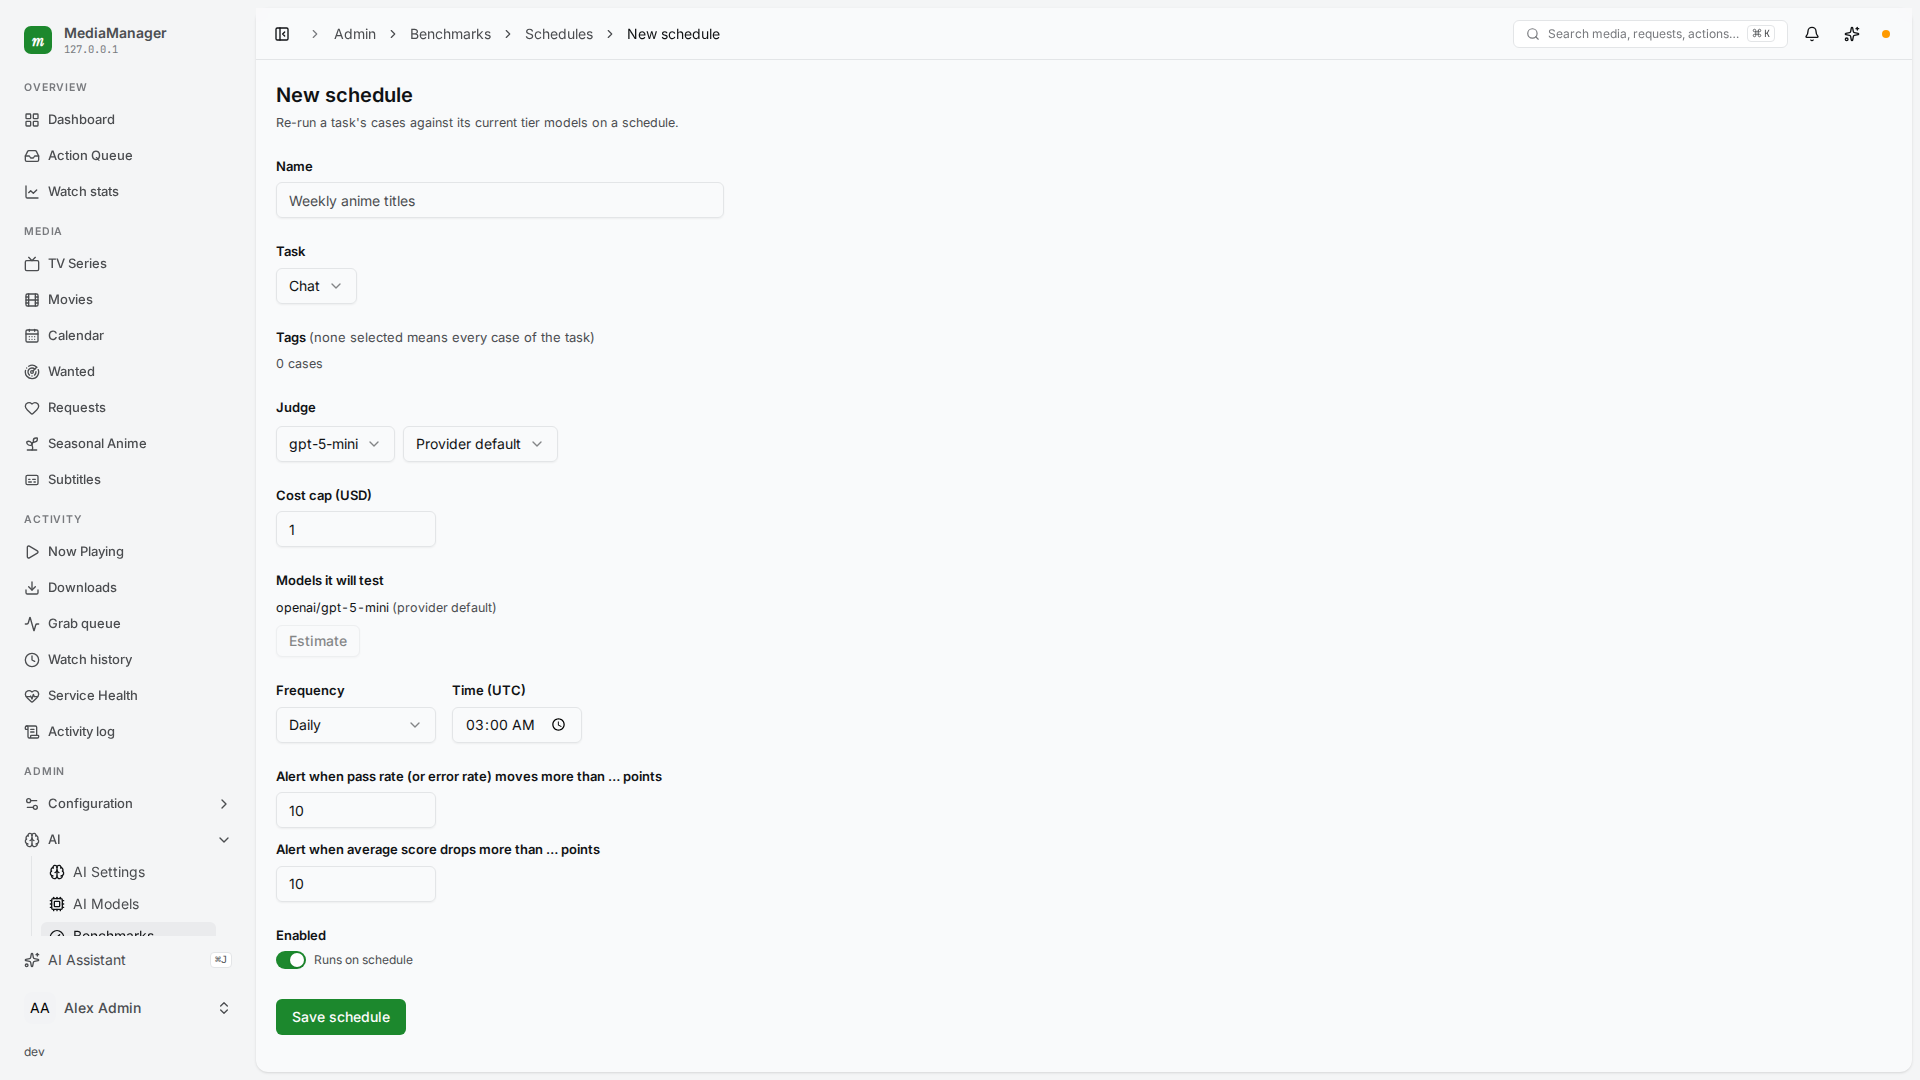 MediaManager
127.0.0.1
OVERVIEW
Dashboard
Action Queue
Watch stats
MEDIA
TV Series
Movies
Calendar
Wanted
Requests
Seasonal Anime
Subtitles
ACTIVITY
Now Playing
Downloads
Grab queue
Watch history
Service Health
Activity log
ADMIN
Configuration
AI
AI Settings
AI Models
Benchmarks
AI Assistant ⌘J
AA Alex Admin
dev
Admin > Benchmarks > Schedules > New schedule
Search media, requests, actions... ⌘ K
New schedule
Re-run a task's cases against its current tier models on a schedule.
Name
Weekly anime titles
Task
Chat
Tags (none selected means every case of the task)
0 cases
Judge
gpt-5-mini Provider default
Cost cap (USD)
1
Models it will test
openai/gpt-5-mini (provider default)
Estimate
Frequency Time (UTC)
Daily 03:00 AM
Alert when pass rate (or error rate) moves more than … points
10
Alert when average score drops more than … points
10
Enabled
Runs on schedule
Save schedule